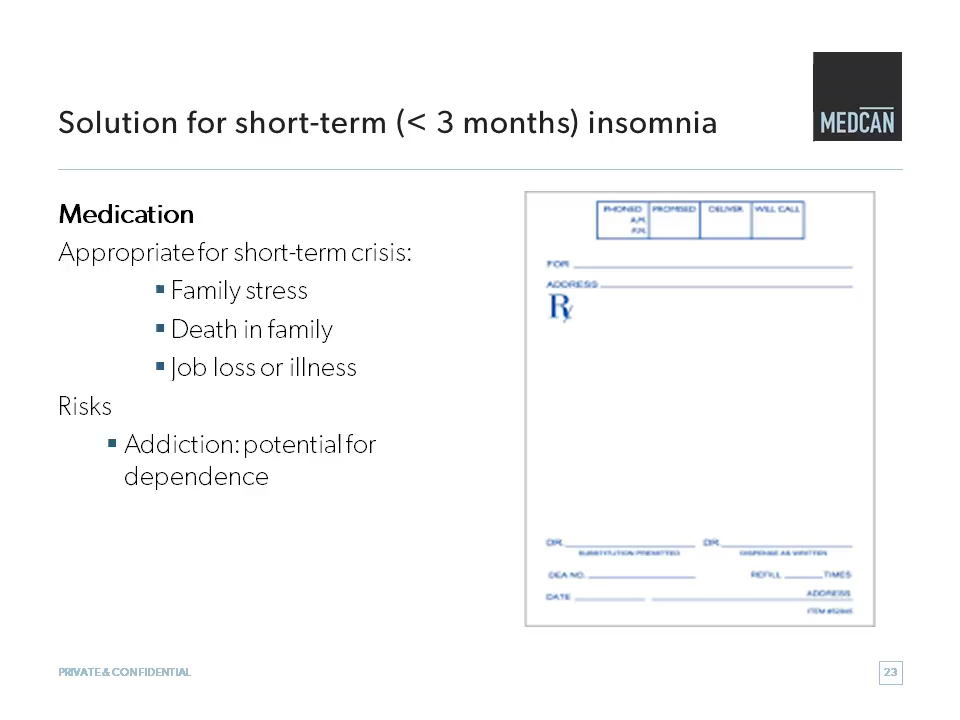 Solution for short-term (< 3 months) insomnia
MEDCAN
Medication
Appropriate for short-term crisis:
▪ Family stress
▪ Death in family
▪ Job loss or illness
Risks
▪ Addiction: potential for
dependence
PHONED PROMISED DELIVER WILL CALL
A.M.
P.M.
FOR
ADDRESS
Rx
DR. DR.
SUBSTITUTION PERMITTED DISPENSE AS WRITTEN
DEA NO. REFILL TIMES
DATE ADDRESS
PRIVATE & CONFIDENTIAL
23